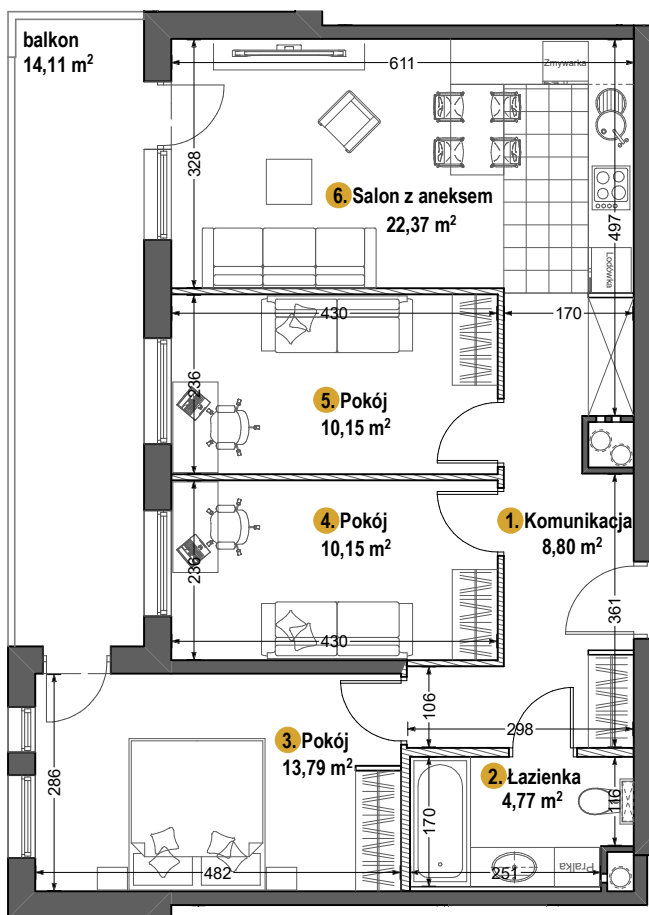 balkon
14,11 m²
611
Zmywarka
328
6. Salon z aneksem
22,37 m²
497
Lodówka
430
170
236
5. Pokój
10,15 m²
4. Pokój
10,15 m²
1. Komunikacja
8,80 m²
236
361
430
106
298
3. Pokój
13,79 m²
286
2. Łazienka
4,77 m²
116
170
482
251
Pralka